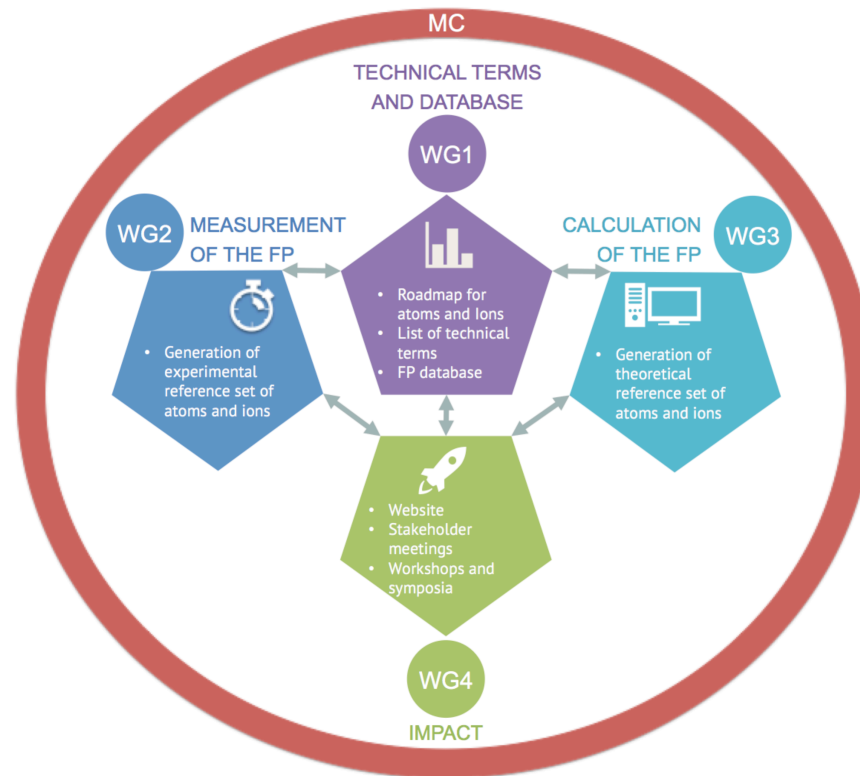 MC
TECHNICAL TERMS
AND DATABASE
WG1
WG2
MEASUREMENT
OF THE FP
CALCULATION
OF THE FP
WG3
• Roadmap for
atoms and Ions
• List of technical
terms
• FP database
• Generation of
experimental
reference set of
atoms and ions
• Generation of
theoretical
reference set of
atoms and ions
• Website
• Stakeholder
meetings
• Workshops and
symposia
WG4
IMPACT